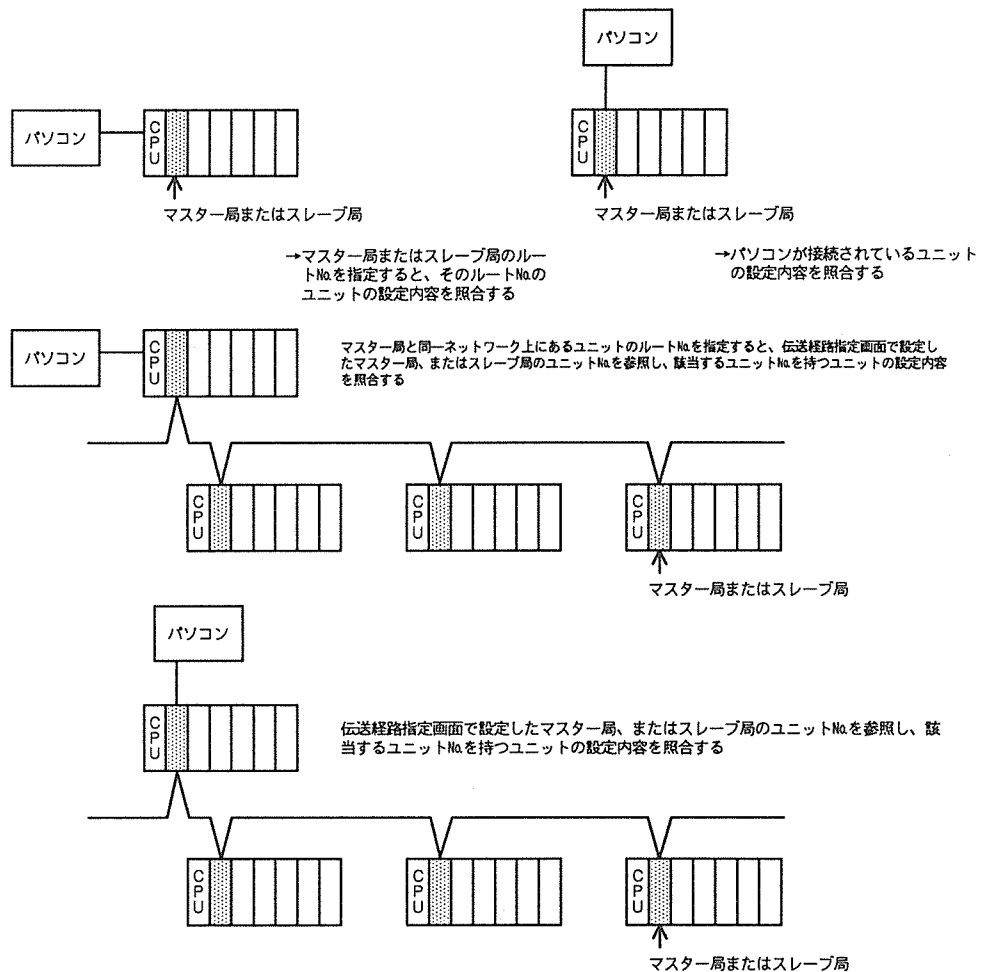 パソコン
パソコン
CPU
マスター局またはスレーブ局
CPU
マスター局またはスレーブ局
→マスター局またはスレーブ局のルー
トNo.を指定すると、そのルートNo.の
ユニットの設定内容を照合する
→パソコンが接続されているユニット
の設定内容を照合する
パソコン
CPU
マスター局と同一ネットワーク上にあるユニットのルートNo.を指定すると、伝送経路指定画面で設定し
たマスター局、またはスレーブ局のユニットNo.を参照し、該当するユニットNo.を持つユニットの設定内容
を照合する
CPU
CPU
CPU
マスター局またはスレーブ局
パソコン
CPU
伝送経路指定画面で設定したマスター局、またはスレーブ局のユニットNo.を参照し、該
当するユニットNo.を持つユニットの設定内容を照合する
CPU
CPU
CPU
マスター局またはスレーブ局